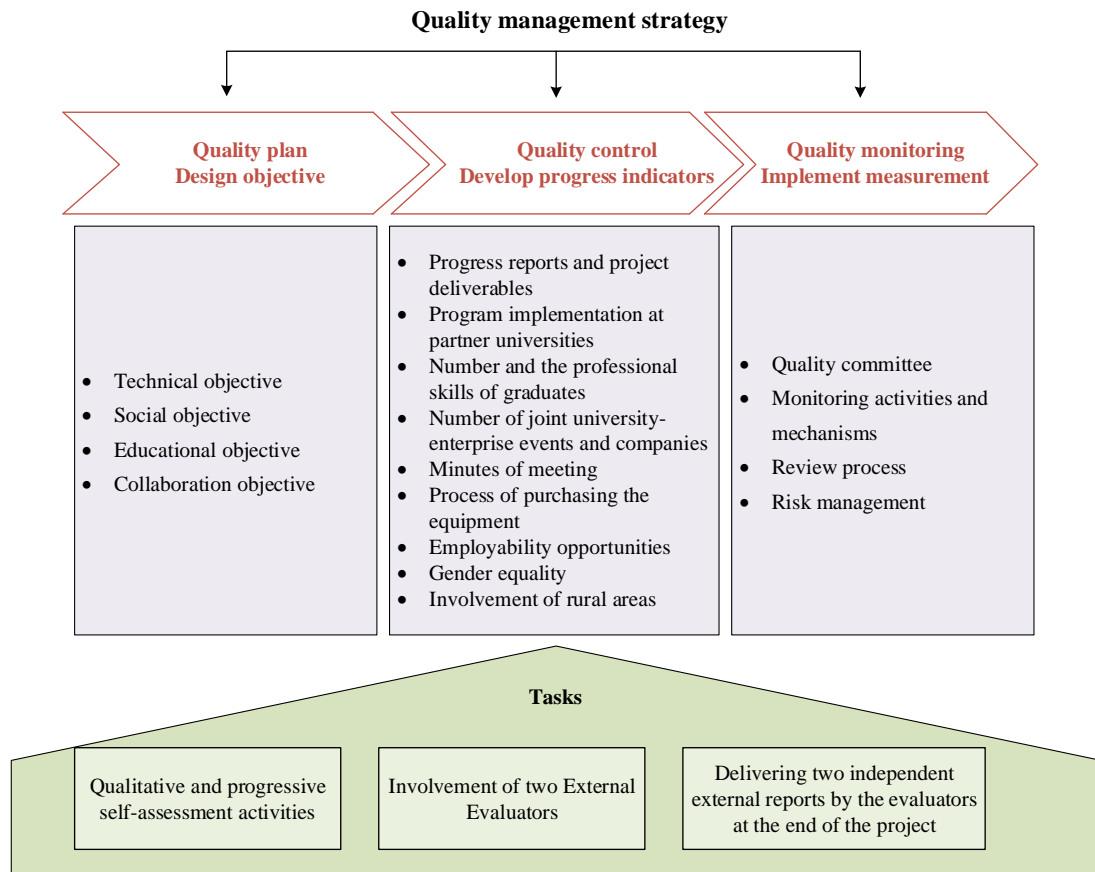 Quality management strategy
Quality plan
Design objective
Quality control
Develop progress indicators
Quality monitoring
Implement measurement
• Technical objective
• Social objective
• Educational objective
• Collaboration objective
• Progress reports and project
deliverables
• Program implementation at
partner universities
• Number and the professional
skills of graduates
• Number of joint university-
enterprise events and companies
• Minutes of meeting
• Process of purchasing the
equipment
• Employability opportunities
• Gender equality
• Involvement of rural areas
• Quality committee
• Monitoring activities and
mechanisms
• Review process
• Risk management
Tasks
Qualitative and progressive
self-assessment activities
Involvement of two External
Evaluators
Delivering two independent
external reports by the evaluators
at the end of the project